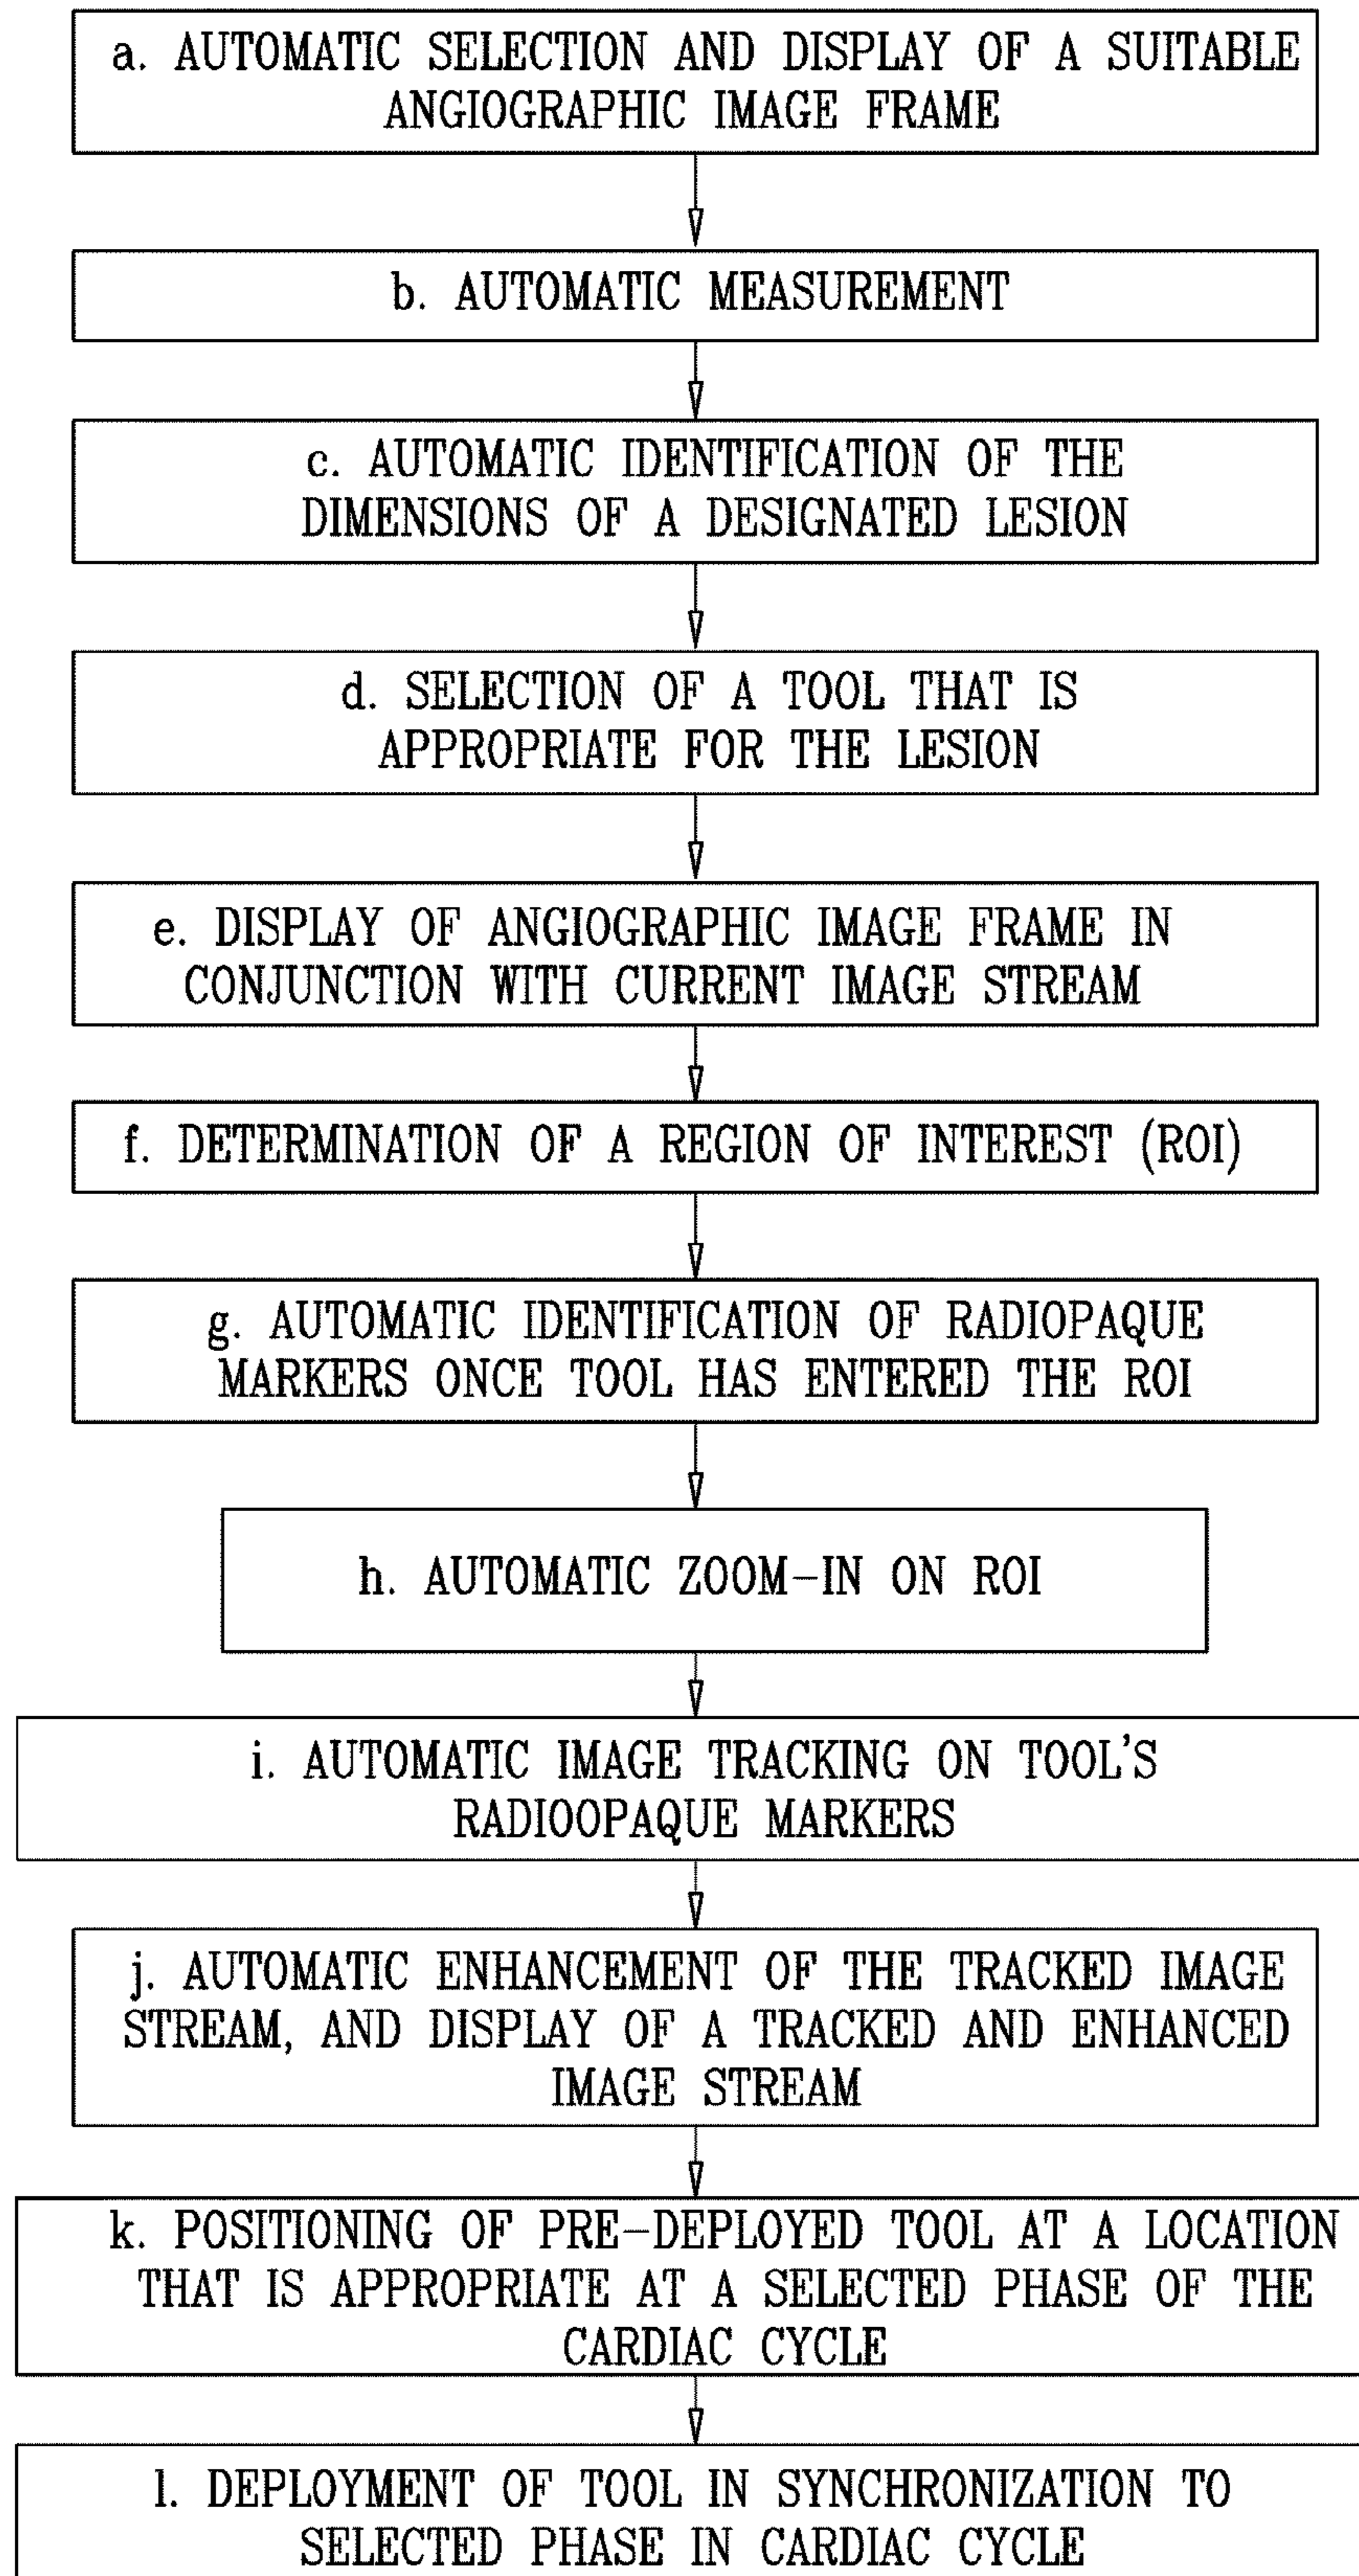 a. AUTOMATIC SELECTION AND DISPLAY OF A SUITABLE
ANGIOGRAPHIC IMAGE FRAME
b. AUTOMATIC MEASUREMENT
c. AUTOMATIC IDENTIFICATION OF THE
DIMENSIONS OF A DESIGNATED LESION
d. SELECTION OF A TOOL THAT IS
APPROPRIATE FOR THE LESION
e. DISPLAY OF ANGIOGRAPHIC IMAGE FRAME IN
CONJUNCTION WITH CURRENT IMAGE STREAM
f. DETERMINATION OF A REGION OF INTEREST (ROI)
g. AUTOMATIC IDENTIFICATION OF RADIOPAQUE
MARKERS ONCE TOOL HAS ENTERED THE ROI
h. AUTOMATIC ZOOM-IN ON ROI
i. AUTOMATIC IMAGE TRACKING ON TOOL'S
RADIOOPAQUE MARKERS
j. AUTOMATIC ENHANCEMENT OF THE TRACKED IMAGE
STREAM, AND DISPLAY OF A TRACKED AND ENHANCED
IMAGE STREAM
k. POSITIONING OF PRE-DEPLOYED TOOL AT A LOCATION
THAT IS APPROPRIATE AT A SELECTED PHASE OF THE
CARDIAC CYCLE
l. DEPLOYMENT OF TOOL IN SYNCHRONIZATION TO
SELECTED PHASE IN CARDIAC CYCLE